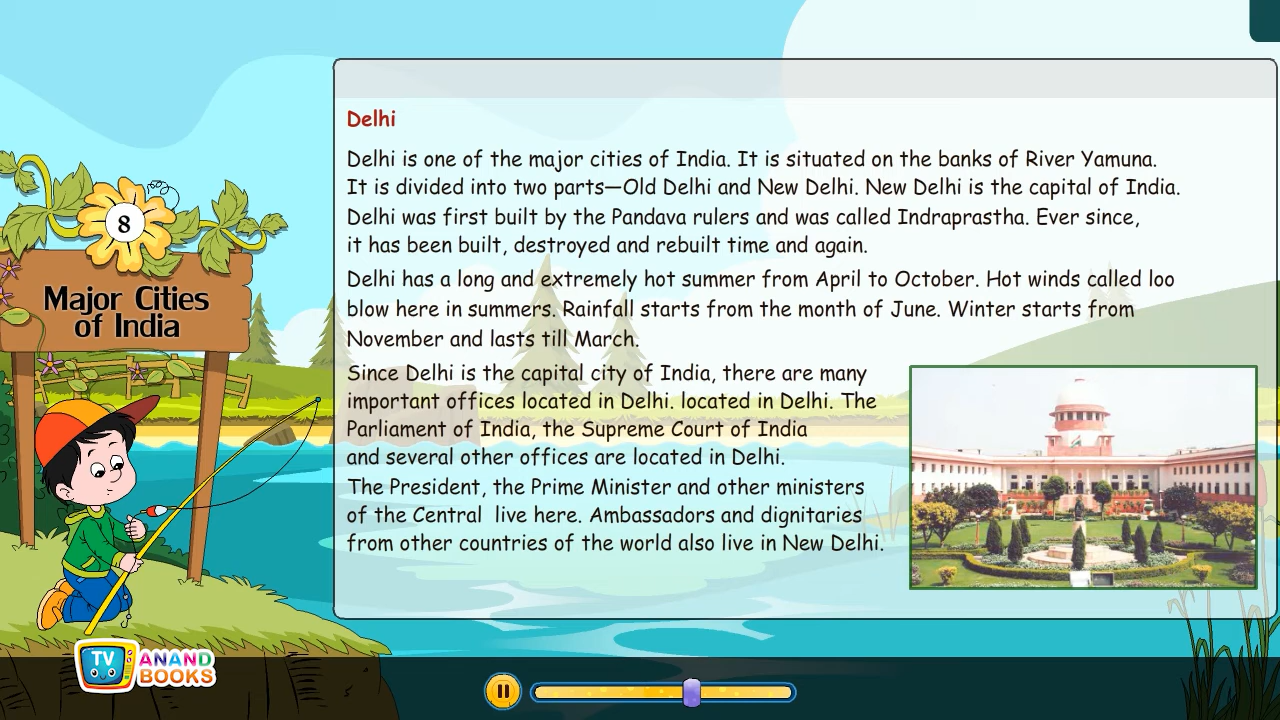 8
Major Cities
of India
Delhi
Delhi is one of the major cities of India. It is situated on the banks of River Yamuna.
It is divided into two parts—Old Delhi and New Delhi. New Delhi is the capital of India.
Delhi was first built by the Pandava rulers and was called Indraprastha. Ever since,
it has been built, destroyed and rebuilt time and again.
Delhi has a long and extremely hot summer from April to October. Hot winds called loo
blow here in summers. Rainfall starts from the month of June. Winter starts from
November and lasts till March.
Since Delhi is the capital city of India, there are many
important offices located in Delhi. located in Delhi. The
Parliament of India, the Supreme Court of India
and several other offices are located in Delhi.
The President, the Prime Minister and other ministers
of the Central live here. Ambassadors and dignitaries
from other countries of the world also live in New Delhi.
TV
ANAND
BOOKS